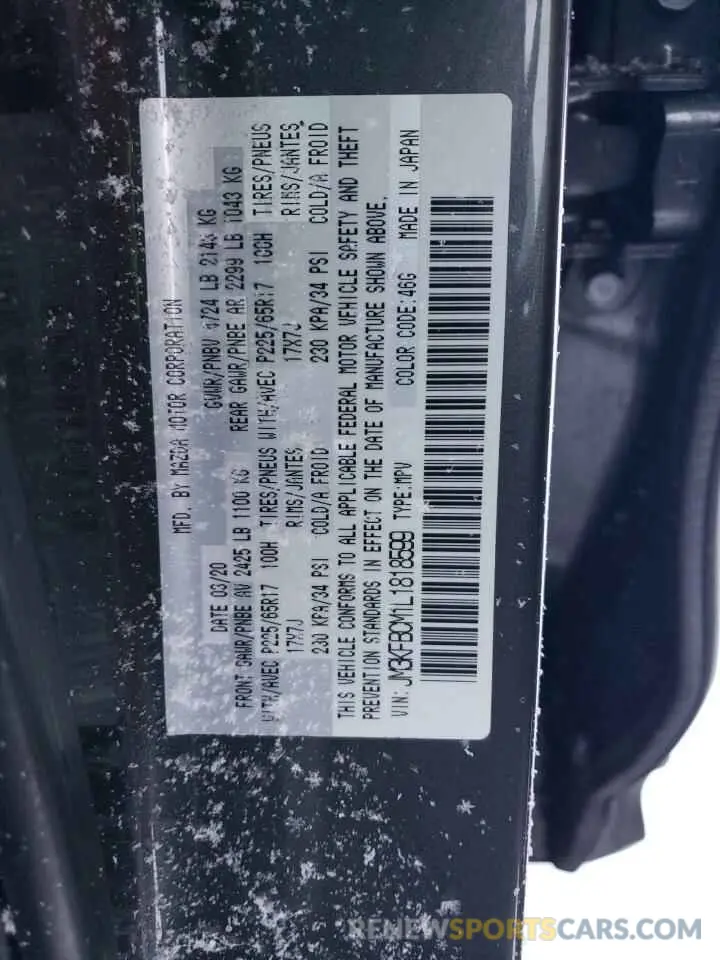 MFD. BY MAZDA MOTOR CORPORATION
DATE 03/20 GVWR/PNBV 4724 LB 2143 KG
FRONT GAWR/PNBE AV 2425 LB 1100 KG REAR GAWR/PNBE AR 2299 LB 1043 KG
WITH/AVEC P225/65R17 100H TIRES/PNEUS WITH/AVEC P225/65R17 100H TIRES/PNEUS
17X7J RIMS/JANTES 17X7J RIMS/JANTES
230 KPA/34 PSI COLD/A FROID 230 KPA/34 PSI COLD/A FROID
THIS VEHICLE CONFORMS TO ALL APPLICABLE FEDERAL MOTOR VEHICLE SAFETY AND THEFT
PREVENTION STANDARDS IN EFFECT ON THE DATE OF MANUFACTURE SHOWN ABOVE.
VIN: JM3KFBCM1L1818599 TYPE:MPV COLOR CODE:46G MADE IN JAPAN
RENEWSPORTSCARS.COM